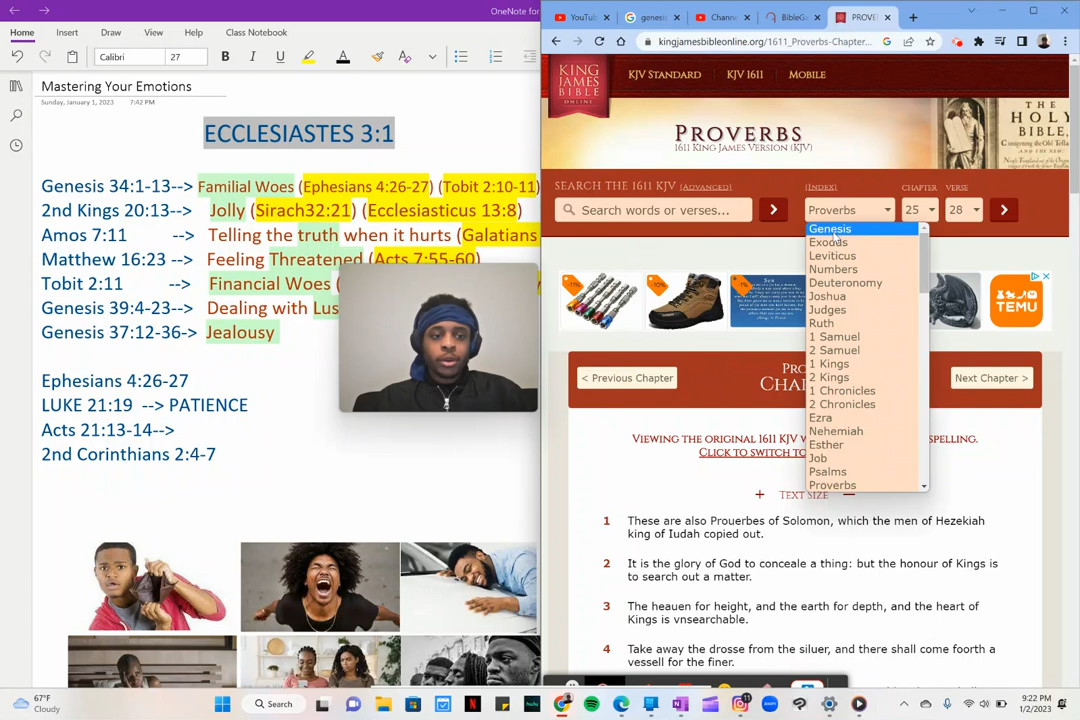 OneNote for
Home Insert Draw View Help Class Notebook
Calibri 27 B I U A
Mastering Your Emotions
Sunday, January 1, 2023 7:42 PM
ECCLESIASTES 3:1
Genesis 34:1-13--> Familial Woes (Ephesians 4:26-27) (Tobit 2:10-11)
2nd Kings 20:13--> Jolly (Sirach32:21) (Ecclesiasticus 13:8)
Amos 7:11 --> Telling the truth when it hurts (Galatians
Matthew 16:23 --> Feeling Threatened (Acts 7:55-60)
Tobit 2:11 --> Financial Woes (
Genesis 39:4-23--> Dealing with Lus
Genesis 37:12-36-> Jealousy
Ephesians 4:26-27
LUKE 21:19 --> PATIENCE
Acts 21:13-14-->
2nd Corinthians 2:4-7
YouTub genesis Channe BibleGa PROVE
kingjamesbibleonline.org/1611_Proverbs-Chapter...
KING JAMES BIBLE ONLINE
KJV STANDARD KJV 1611 MOBILE
PROVERBS
1611 KING JAMES VERSION (KJV)
THE HOLY BIBLE,
SEARCH THE 1611 KJV (ADVANCED) (INDEX) CHAPTER VERSE
Search words or verses... Proverbs 25 28
Genesis
Exodus
Leviticus
Numbers
Deuteronomy
Joshua
Judges
Ruth
1 Samuel
2 Samuel
1 Kings
2 Kings
1 Chronicles
2 Chronicles
Ezra
Nehemiah
Esther
Job
Psalms
Proverbs
TEMU
< Previous Chapter
PRO
CHA
Next Chapter >
VIEWING THE ORIGINAL 1611 KJV SPELLING.
CLICK TO SWITCH TO
+ TEXT SIZE —
1 These are also Prouerbes of Solomon, which the men of Hezekiah
king of Iudah copied out.
2 It is the glory of God to conceale a thing: but the honour of Kings is
to search out a matter.
3 The heauen for height, and the earth for depth, and the heart of
Kings is vnsearchable.
4 Take away the drosse from the siluer, and there shall come foorth a
vessell for the finer.
67°F
Cloudy
Search
hulu
11
zoom
9:22 PM
1/2/2023